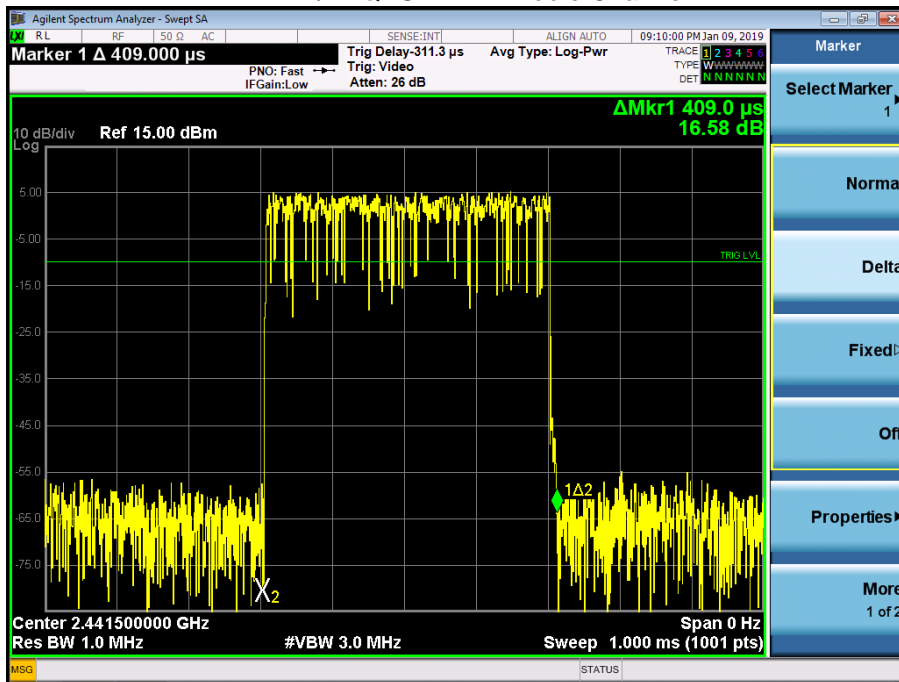 Agilent Spectrum Analyzer - Swept SA
LXI RL RF 50 Ω AC SENSE:INT ALIGN AUTO 09:10:00 PM Jan 09, 2019
Marker 1 Δ 409.000 µs
PNO: Fast
IFGain:Low
Trig Delay-311.3 µs
Trig: Video
Atten: 26 dB
Avg Type: Log-Pwr
TRACE 1 2 3 4 5 6
TYPE WWWWWW
DET N N N N N N
ΔMkr1 409.0 µs
16.58 dB
10 dB/div Ref 15.00 dBm
Log
5.00
-5.00
TRIG LVL
-15.0
-25.0
-35.0
-45.0
-55.0
1Δ2
-65.0
-75.0
X2
Center 2.441500000 GHz Span 0 Hz
Res BW 1.0 MHz #VBW 3.0 MHz Sweep 1.000 ms (1001 pts)
MSG STATUS
Marker
Select Marker
1
Norma
Delta
Fixed
Off
Properties
More
1 of 2